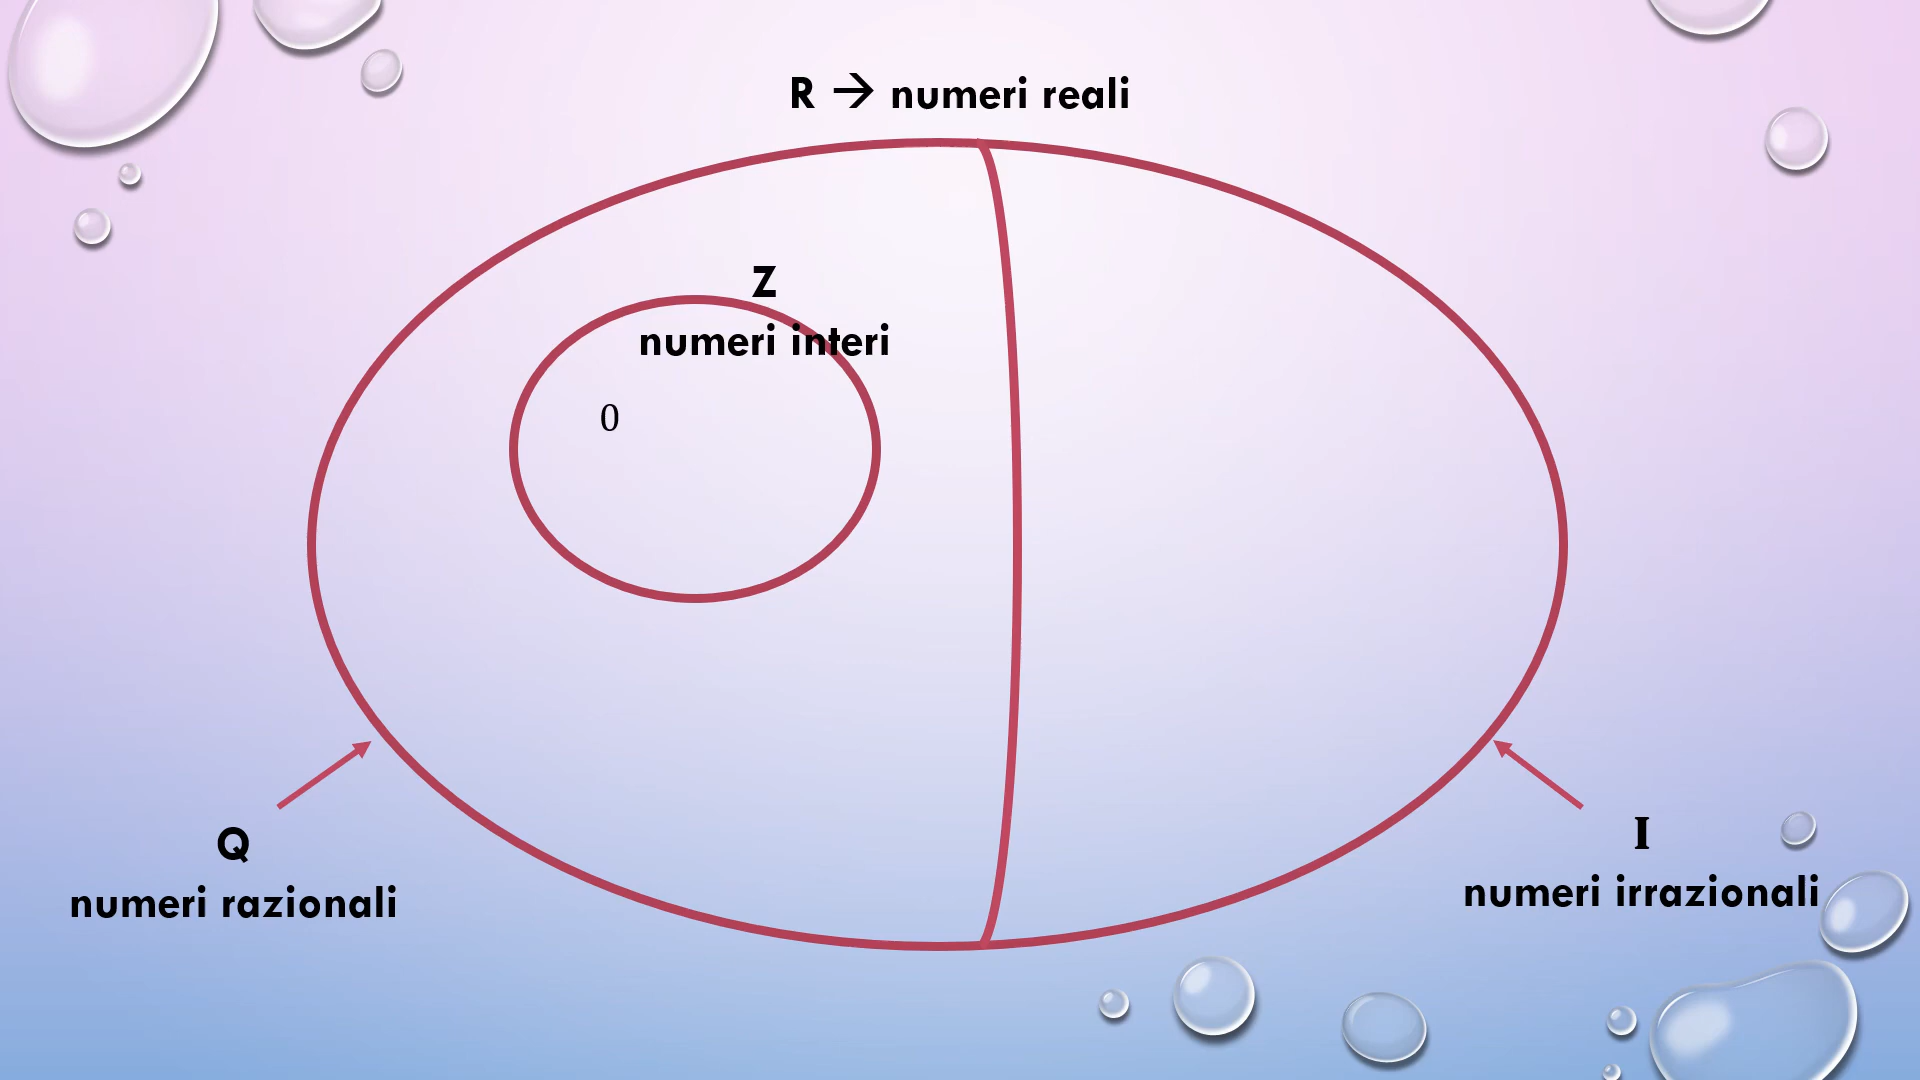 R → numeri reali
Z
numeri interi
0
Q
numeri razionali
I
numeri irrazionali